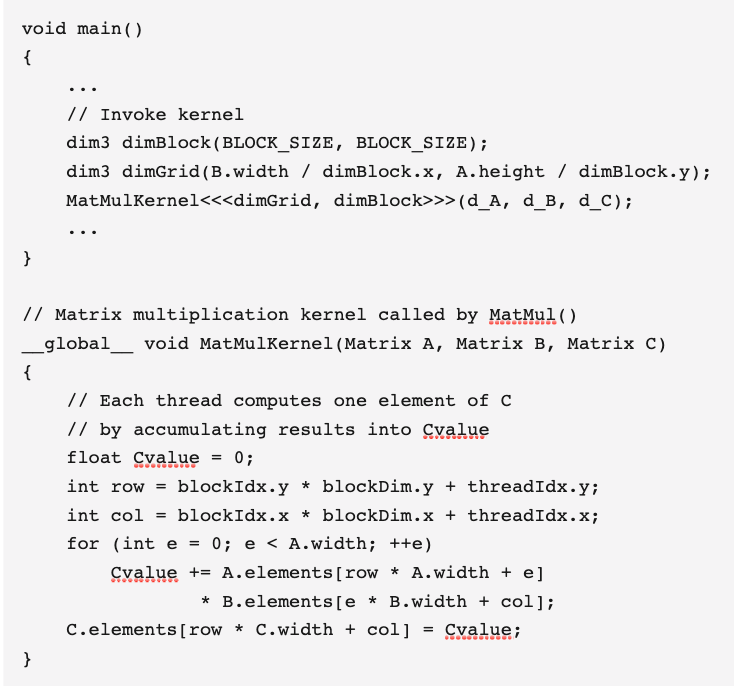 void main()
{
...
// Invoke kernel
dim3 dimBlock(BLOCK_SIZE, BLOCK_SIZE);
dim3 dimGrid(B.width / dimBlock.x, A.height / dimBlock.y);
MatMulKernel<<<dimGrid, dimBlock>>>(d_A, d_B, d_C);
...
}
// Matrix multiplication kernel called by MatMul()
__global__ void MatMulKernel(Matrix A, Matrix B, Matrix C)
{
// Each thread computes one element of C
// by accumulating results into Cvalue
float Cvalue = 0;
int row = blockIdx.y * blockDim.y + threadIdx.y;
int col = blockIdx.x * blockDim.x + threadIdx.x;
for (int e = 0; e < A.width; ++e)
Cvalue += A.elements[row * A.width + e]
* B.elements[e * B.width + col];
C.elements[row * C.width + col] = Cvalue;
}